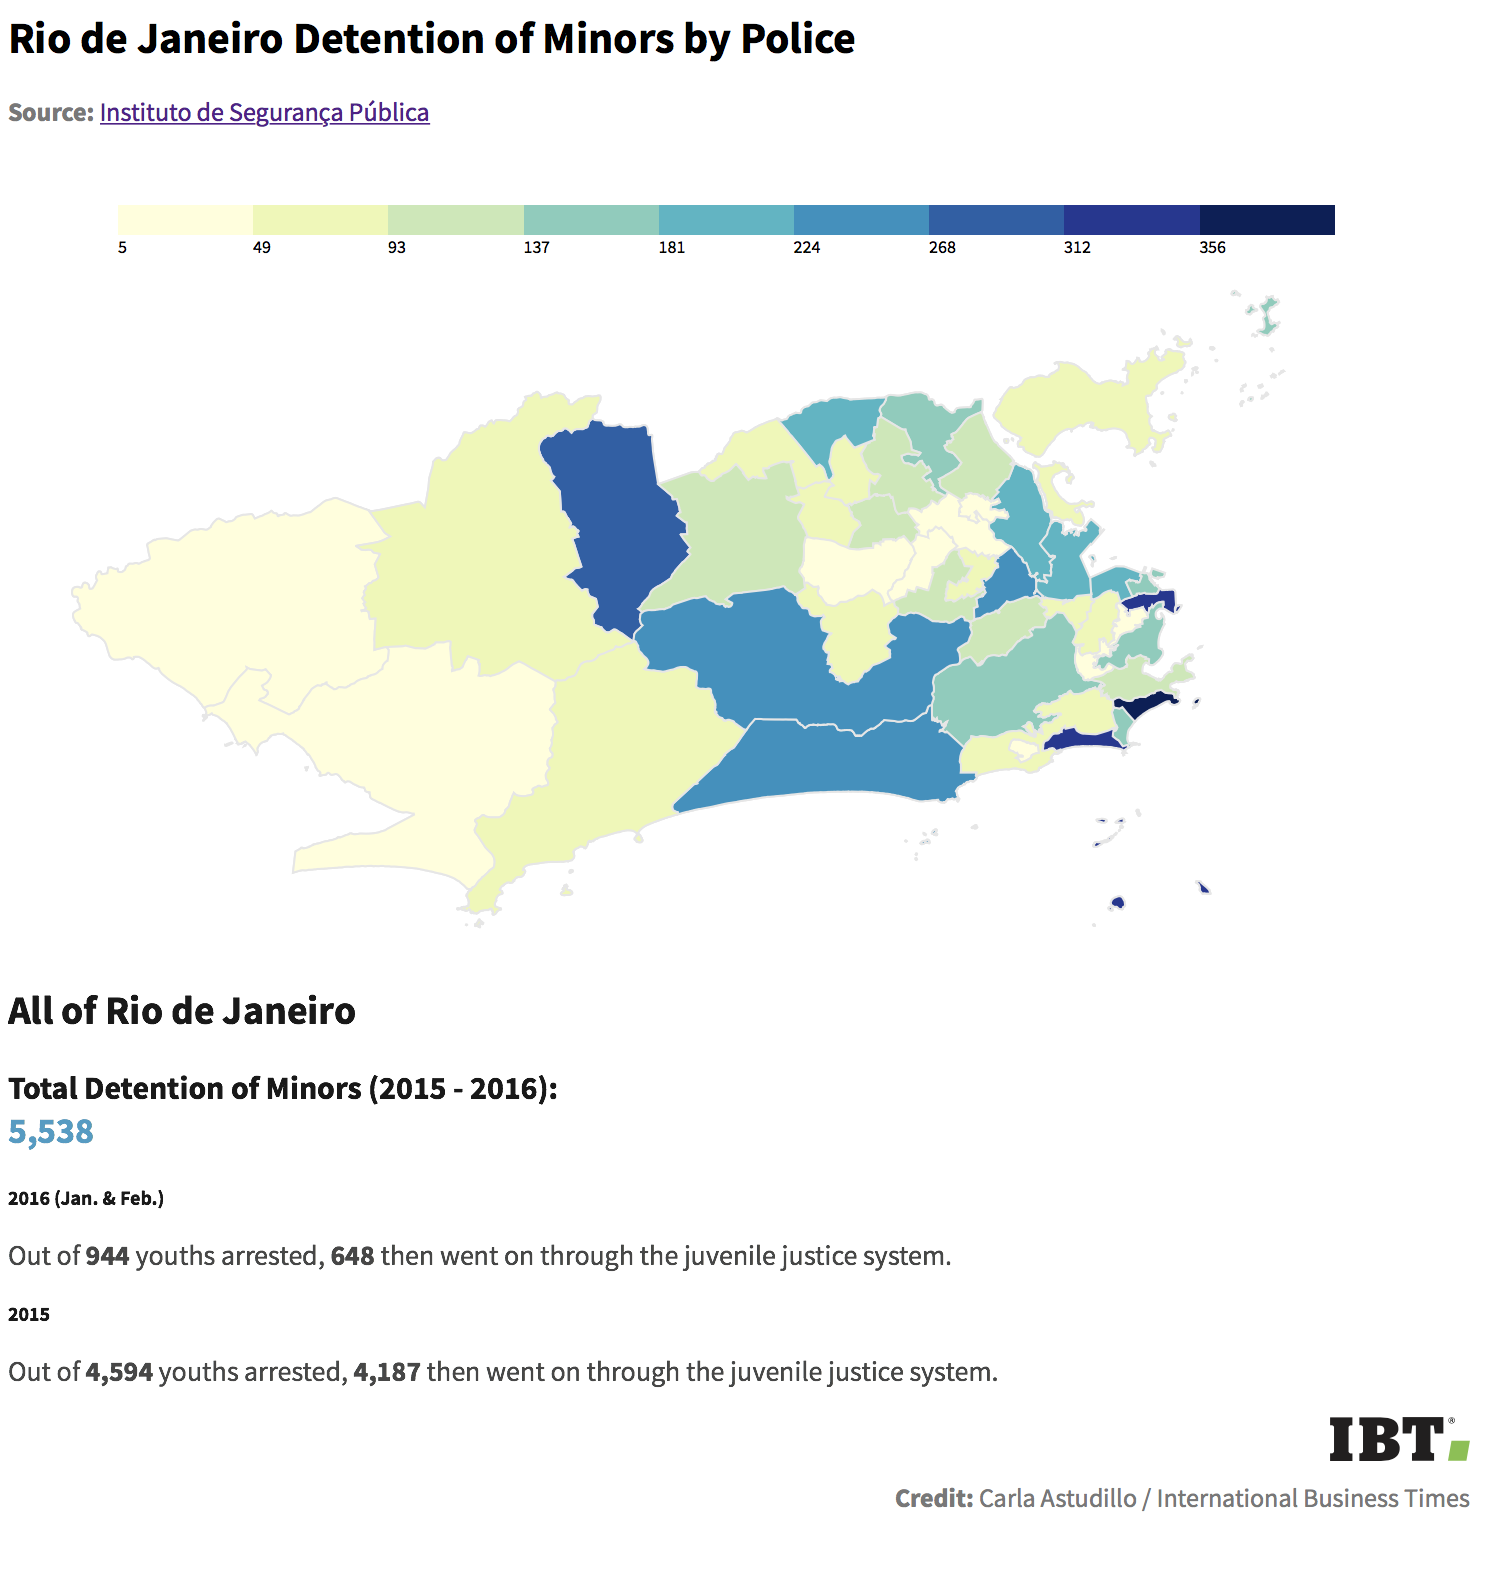 Rio de Janeiro Detention of Minors by Police
Source: Instituto de Segurança Pública
5 49 93 137 181 224 268 312 356
All of Rio de Janeiro
Total Detention of Minors (2015 - 2016):
5,538
2016 (Jan. & Feb.)
Out of 944 youths arrested, 648 then went on through the juvenile justice system.
2015
Out of 4,594 youths arrested, 4,187 then went on through the juvenile justice system.
IBT®
Credit: Carla Astudillo / International Business Times